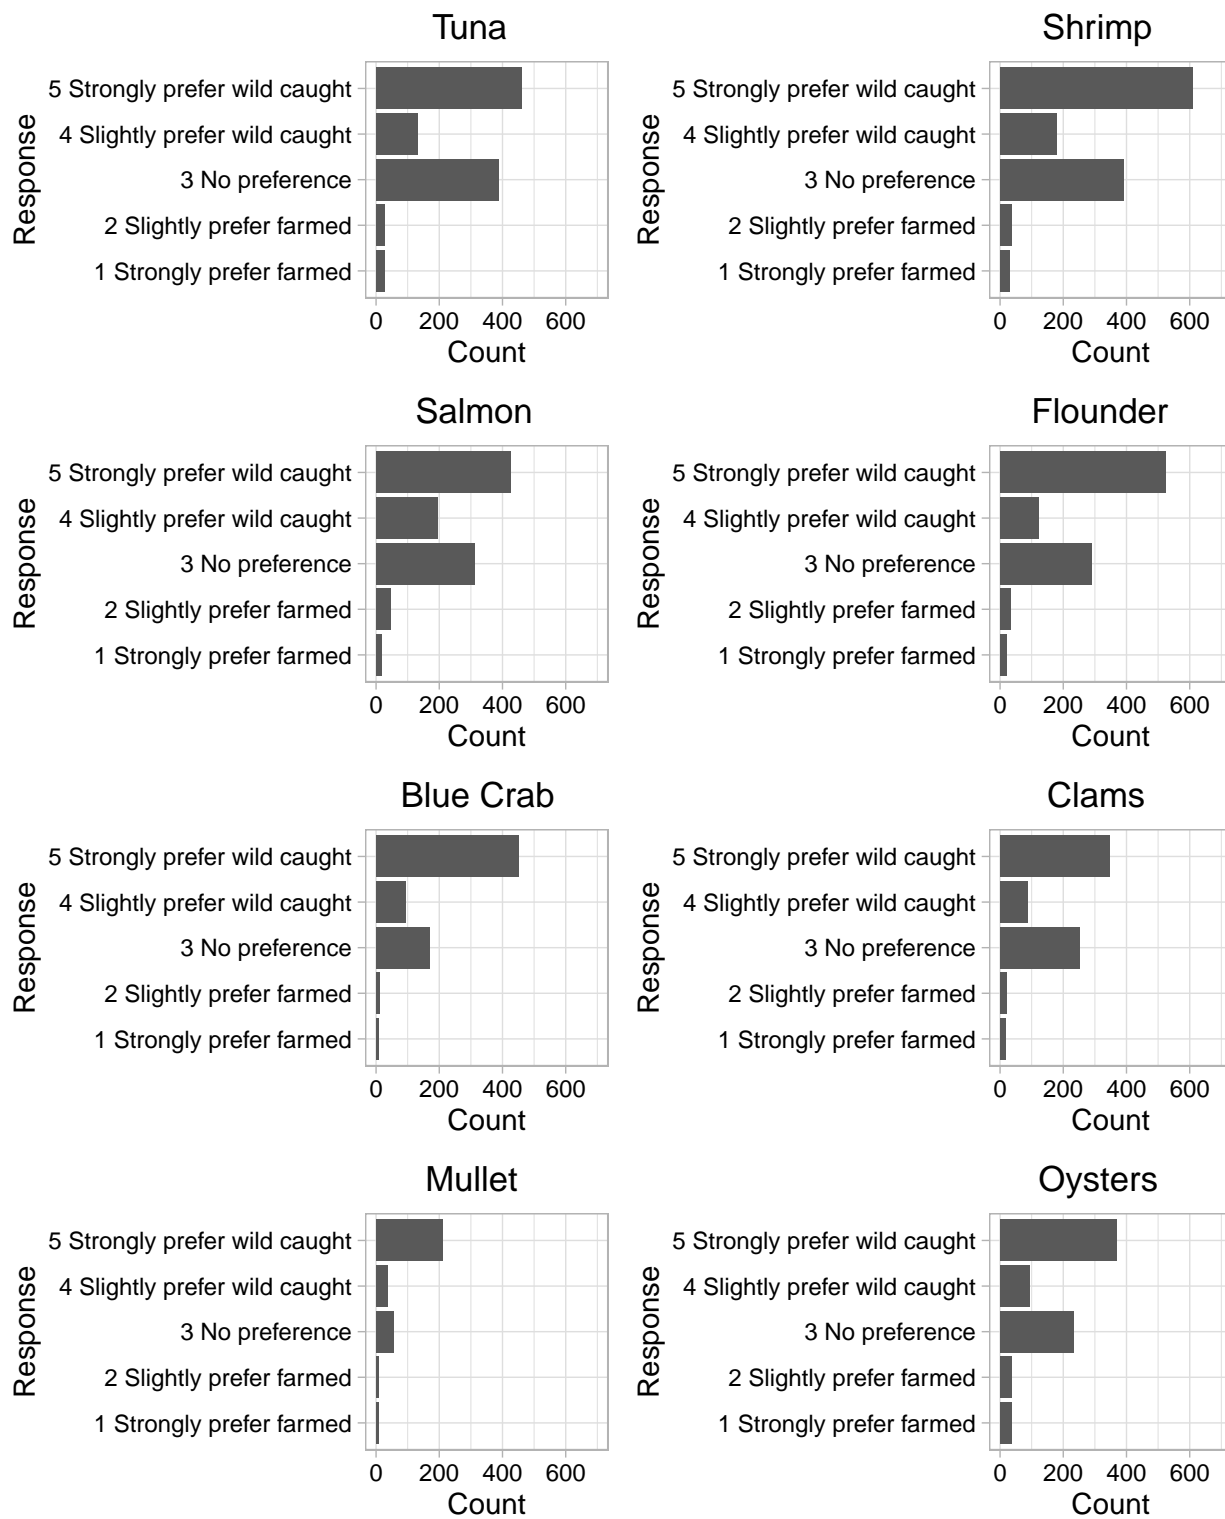 Tuna
Response
5 Strongly prefer wild caught
4 Slightly prefer wild caught
3 No preference
2 Slightly prefer farmed
1 Strongly prefer farmed
0 200 400 600
Count
Shrimp
Response
5 Strongly prefer wild caught
4 Slightly prefer wild caught
3 No preference
2 Slightly prefer farmed
1 Strongly prefer farmed
0 200 400 600
Count
Salmon
Response
5 Strongly prefer wild caught
4 Slightly prefer wild caught
3 No preference
2 Slightly prefer farmed
1 Strongly prefer farmed
0 200 400 600
Count
Flounder
Response
5 Strongly prefer wild caught
4 Slightly prefer wild caught
3 No preference
2 Slightly prefer farmed
1 Strongly prefer farmed
0 200 400 600
Count
Blue Crab
Response
5 Strongly prefer wild caught
4 Slightly prefer wild caught
3 No preference
2 Slightly prefer farmed
1 Strongly prefer farmed
0 200 400 600
Count
Clams
Response
5 Strongly prefer wild caught
4 Slightly prefer wild caught
3 No preference
2 Slightly prefer farmed
1 Strongly prefer farmed
0 200 400 600
Count
Mullet
Response
5 Strongly prefer wild caught
4 Slightly prefer wild caught
3 No preference
2 Slightly prefer farmed
1 Strongly prefer farmed
0 200 400 600
Count
Oysters
Response
5 Strongly prefer wild caught
4 Slightly prefer wild caught
3 No preference
2 Slightly prefer farmed
1 Strongly prefer farmed
0 200 400 600
Count